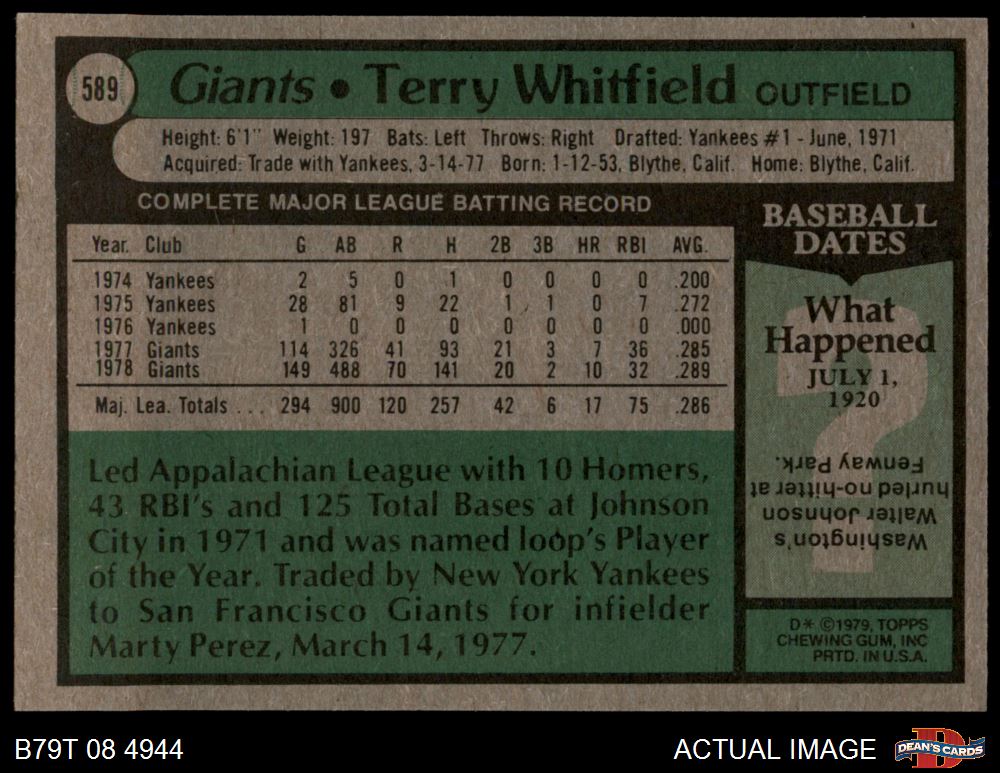 589
Giants • Terry Whitfield OUTFIELD
Height: 6'1" Weight: 197 Bats: Left Throws: Right Drafted: Yankees #1 - June, 1971
Acquired: Trade with Yankees, 3-14-77 Born: 1-12-53, Blythe, Calif. Home: Blythe, Calif.
COMPLETE MAJOR LEAGUE BATTING RECORD
Year. Club G AB R H 2B 3B HR RBI AVG.
1974 Yankees 2 5 0 1 0 0 0 0 .200
1975 Yankees 28 81 9 22 1 1 0 7 .272
1976 Yankees 1 0 0 0 0 0 0 0 .000
1977 Giants 114 326 41 93 21 3 7 36 .285
1978 Giants 149 488 70 141 20 2 10 32 .289
Maj. Lea. Totals . . . 294 900 120 257 42 6 17 75 .286
Led Appalachian League with 10 Homers,
43 RBI's and 125 Total Bases at Johnson
City in 1971 and was named loop's Player
of the Year. Traded by New York Yankees
to San Francisco Giants for infielder
Marty Perez, March 14, 1977.
BASEBALL
DATES
?
What
Happened
JULY 1,
1920
Washington's
Walter Johnson
hurled no-hitter at
Fenway Park.
D* ©1979, TOPPS
CHEWING GUM, INC
PRTD. IN U.S.A.
B79T 08 4944
ACTUAL IMAGE
D
DEAN'S CARDS